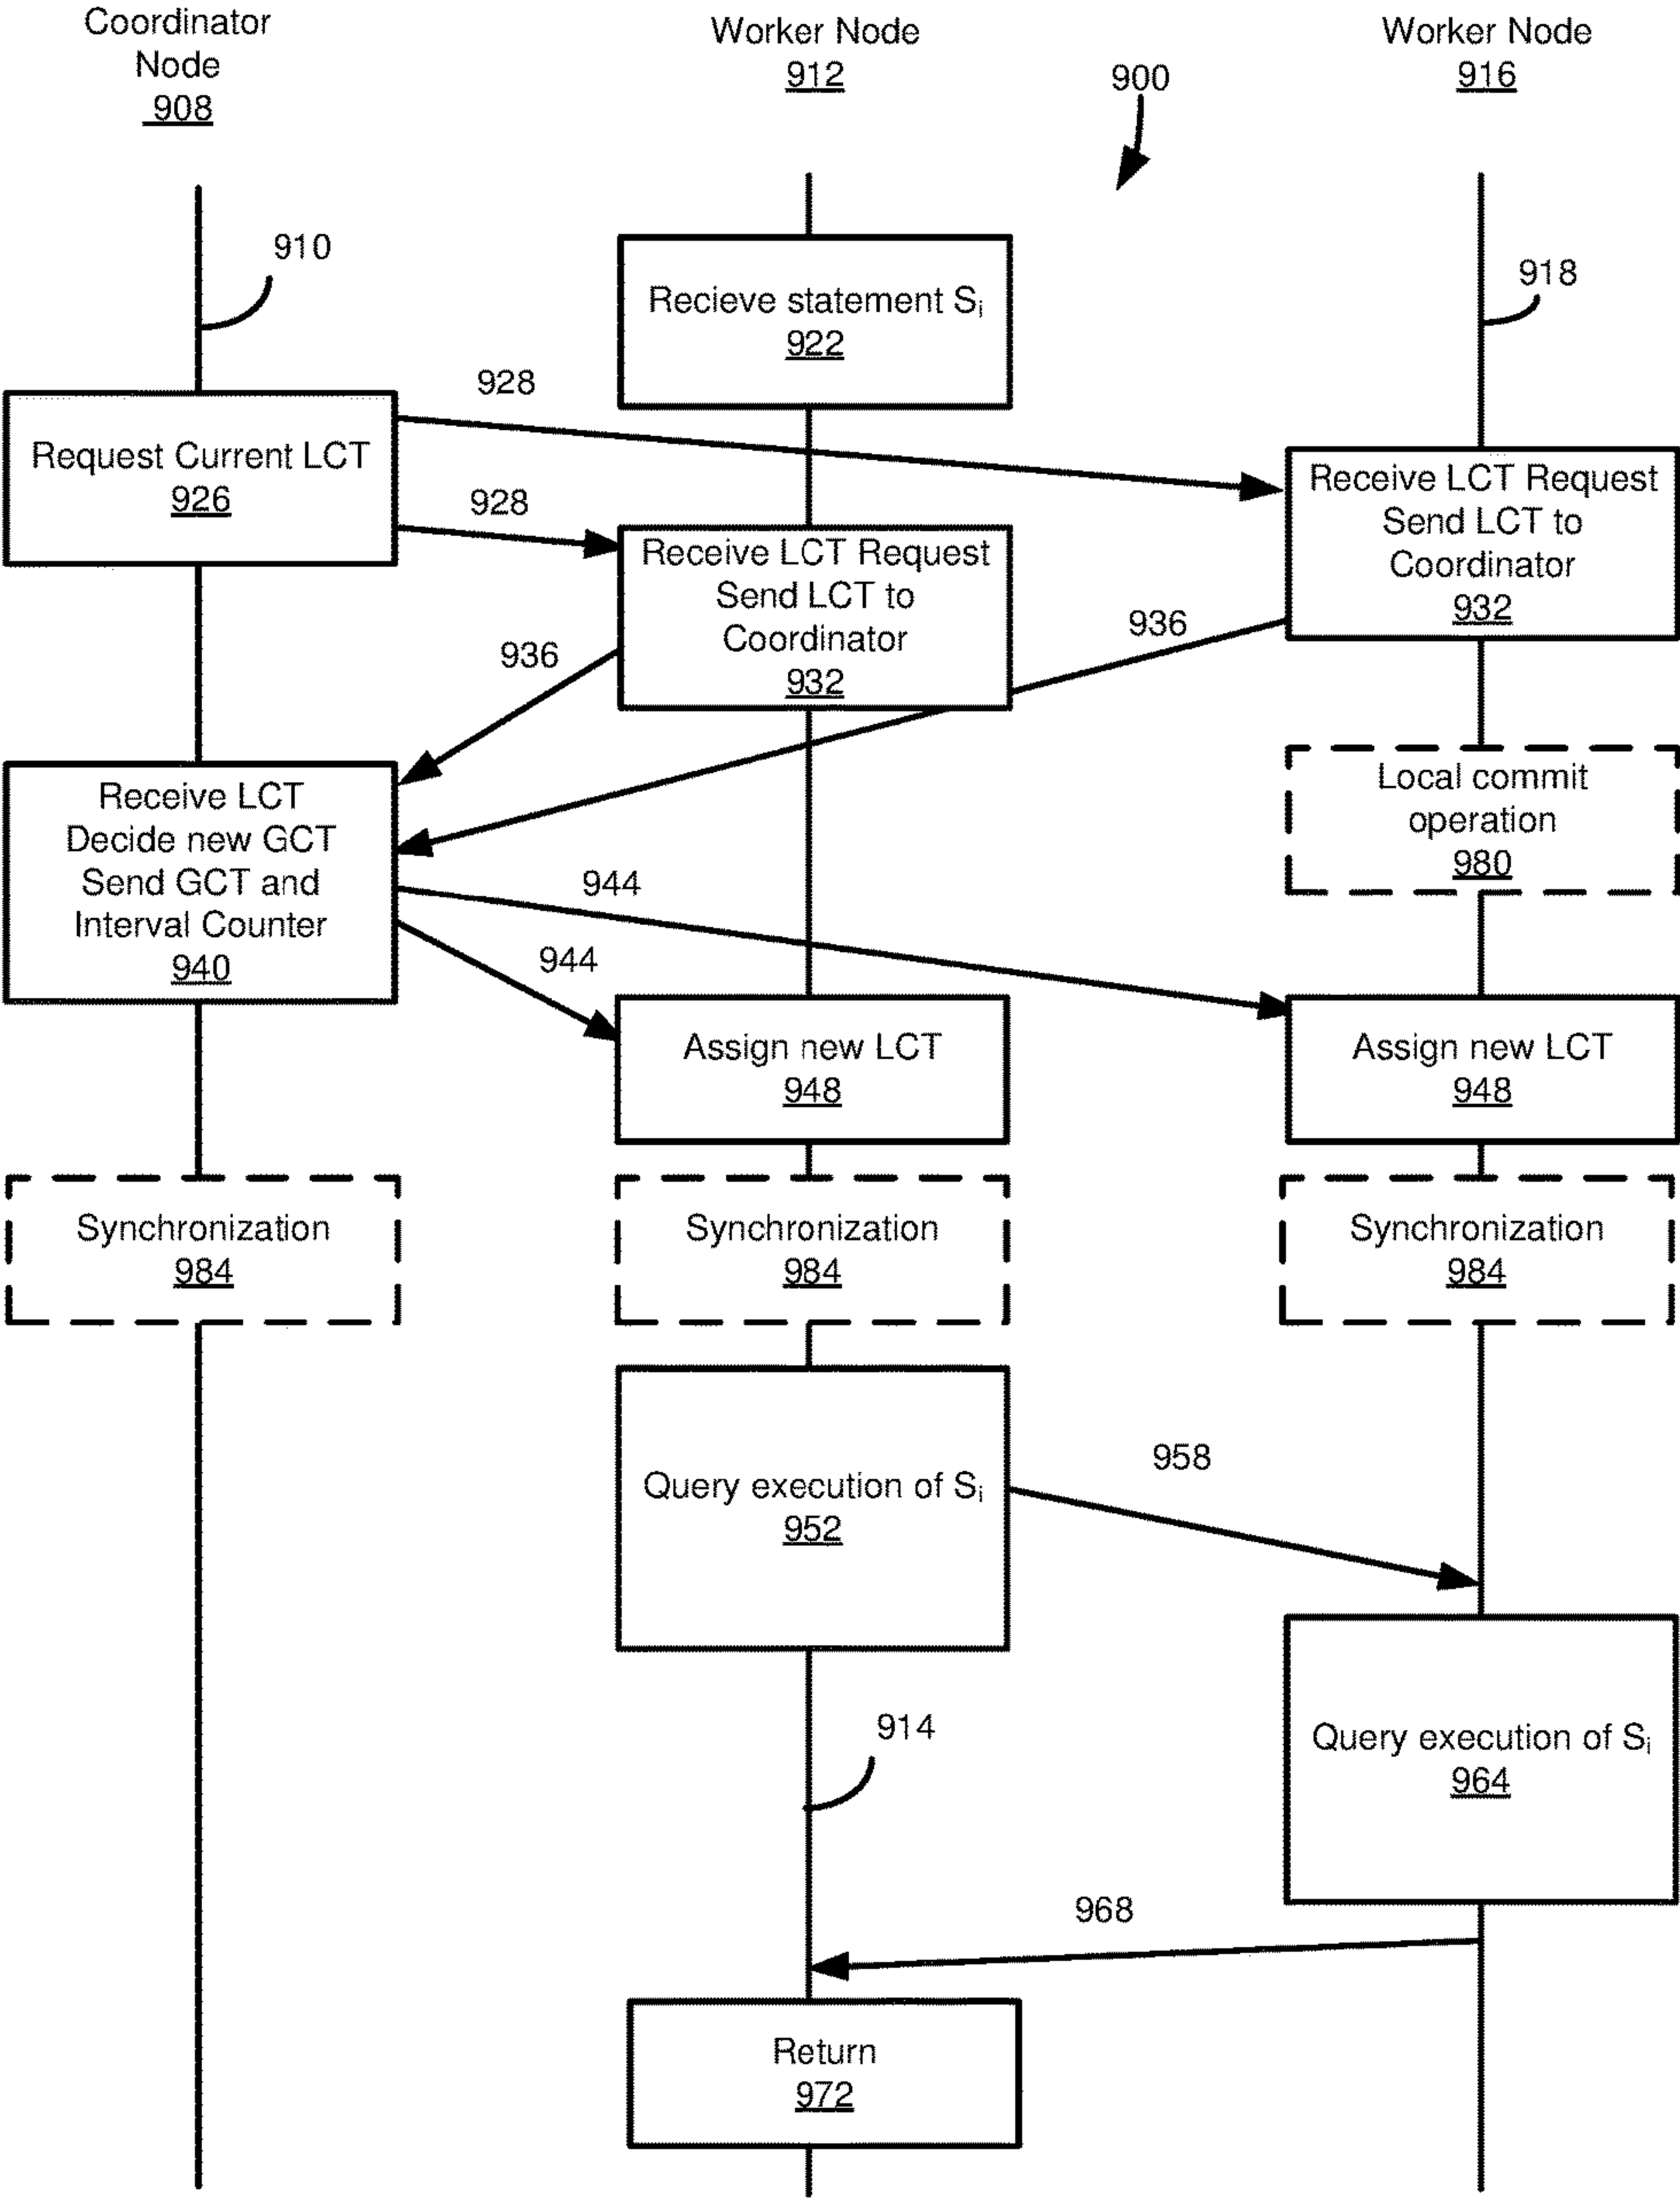 Coordinator
Node
908
Worker Node
912
Worker Node
916
900
910
918
Recieve statement Si
922
928
Request Current LCT
926
928
Receive LCT Request
Send LCT to
Coordinator
932
Receive LCT Request
Send LCT to
Coordinator
932
936
936
Local commit
operation
980
Receive LCT
Decide new GCT
Send GCT and
Interval Counter
940
944
944
Assign new LCT
948
Assign new LCT
948
Synchronization
984
Synchronization
984
Synchronization
984
Query execution of Si
952
958
914
Query execution of Si
964
968
Return
972